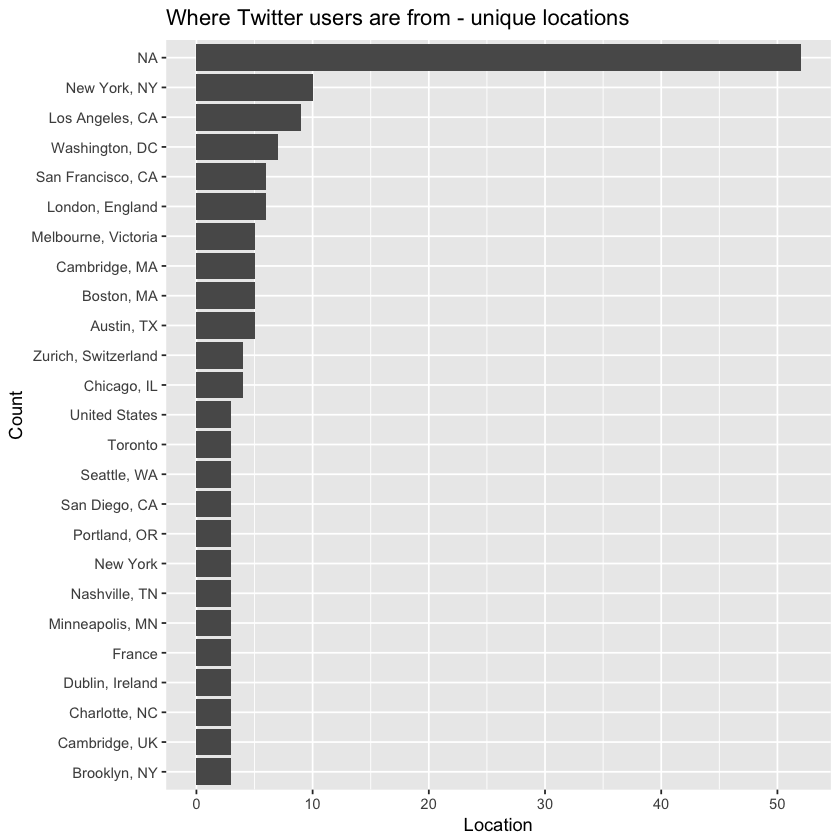 Where Twitter users are from - unique locations
NA
New York, NY
Los Angeles, CA
Washington, DC
San Francisco, CA
London, England
Melbourne, Victoria
Cambridge, MA
Boston, MA
Austin, TX
Zurich, Switzerland
Chicago, IL
United States
Toronto
Seattle, WA
San Diego, CA
Portland, OR
New York
Nashville, TN
Minneapolis, MN
France
Dublin, Ireland
Charlotte, NC
Cambridge, UK
Brooklyn, NY
Count
0 10 20 30 40 50
Location